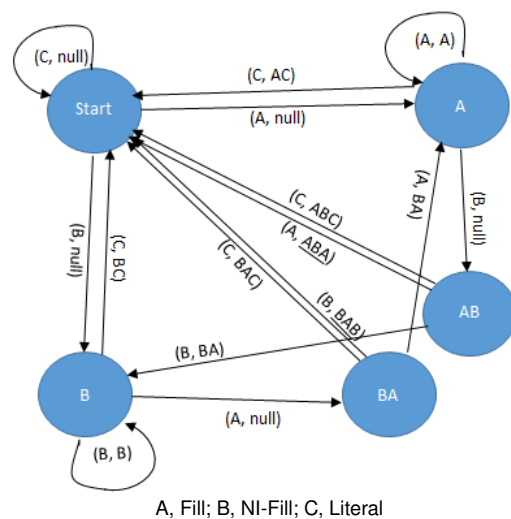 (C, null)
(A, A)
(C, AC)
Start
A
(A, null)
(C, ABC)
(A, ABA)
(A, BA)
(B, null)
(B, null)
(C, BC)
(C, BAC)
(B, BAB)
AB
(B, BA)
B
BA
(A, null)
(B, B)
A, Fill; B, NI-Fill; C, Literal